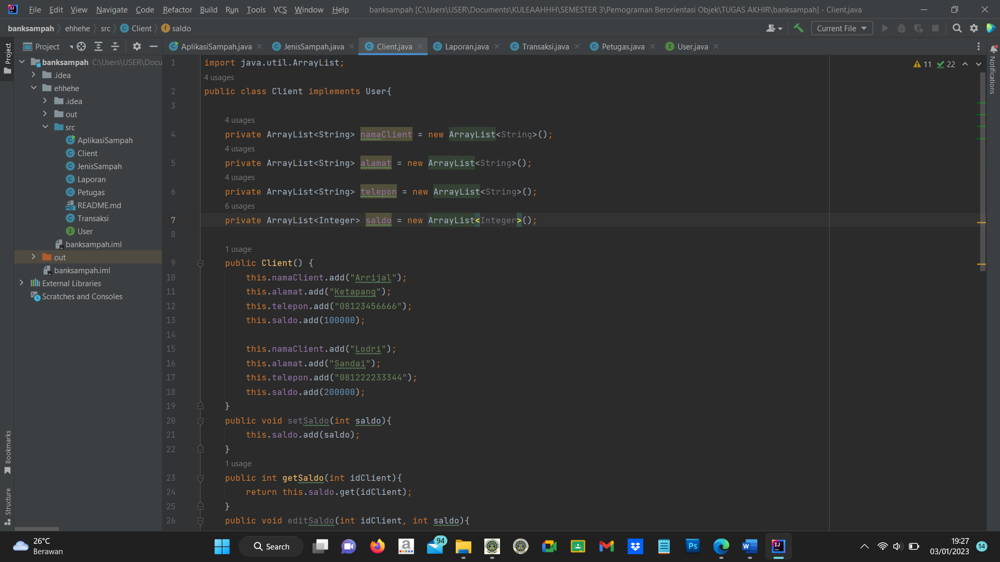 File Edit View Navigate Code Refactor Build Run Tools VCS Window Help banksampah [C:\Users\USER\Documents\KULEAAHHH\SEMESTER 3\Pemograman Berorientasi Objek\TUGAS AKHIR\banksampah] - Client.java
banksampah ehhehe src Client saldo Current File
Project AplikasiSampah.java JenisSampah.java Client.java Laporan.java Transaksi.java Petugas.java User.java
Project
Bookmarks
Structure
Notifications
banksampah C:\Users\USER\Docu
.idea
ehhehe
.idea
out
src
AplikasiSampah
Client
JenisSampah
Laporan
Petugas
README.md
Transaksi
User
banksampah.iml
out
banksampah.iml
External Libraries
Scratches and Consoles
11 22
1 import java.util.ArrayList;
4 usages
2 public class Client implements User{
3
4 usages
4 private ArrayList<String> namaClient = new ArrayList<String>();
4 usages
5 private ArrayList<String> alamat = new ArrayList<String>();
4 usages
6 private ArrayList<String> telepon = new ArrayList<String>();
6 usages
7 private ArrayList<Integer> saldo = new ArrayList<Integer>();
8
1 usage
9 public Client() {
10 this.namaClient.add("Arrijal");
11 this.alamat.add("Ketapang");
12 this.telepon.add("08123456666");
13 this.saldo.add(100000);
14
15 this.namaClient.add("Lodri");
16 this.alamat.add("Sandai");
17 this.telepon.add("081222233344");
18 this.saldo.add(200000);
19 }
20 public void setSaldo(int saldo){
21 this.saldo.add(saldo);
22 }
1 usage
23 public int getSaldo(int idClient){
24 return this.saldo.get(idClient);
25 }
26 public void editSaldo(int idClient, int saldo){
26°C
Berawan
Search
94
19:27
03/01/2023
14